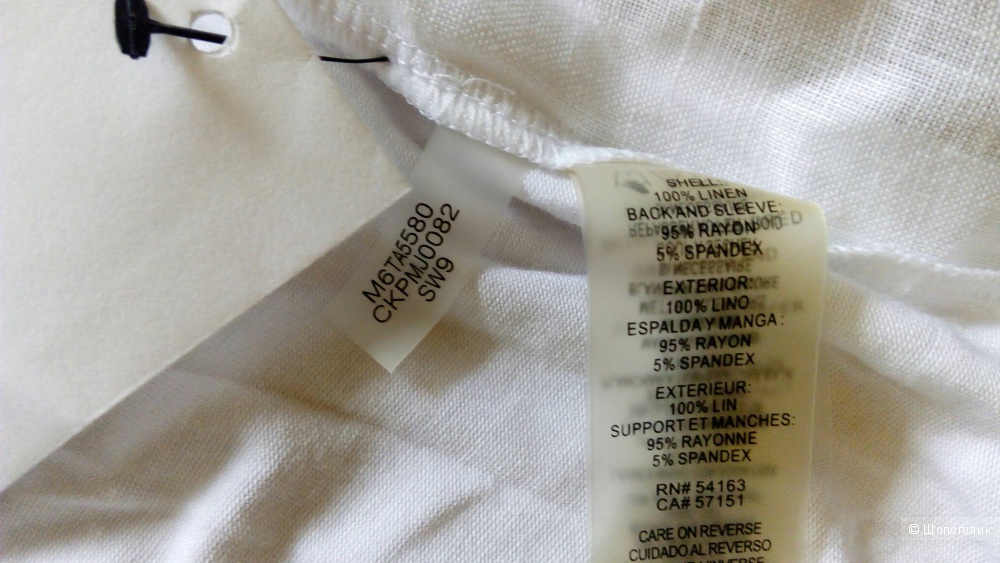 M6TA5580
CKPMJ0082
SW9
SHELL:
100% LINEN
BACK AND SLEEVE:
95% RAYON
5% SPANDEX
EXTERIOR:
100% LINO
ESPALDA Y MANGA:
95% RAYON
5% SPANDEX
EXTERIEUR:
100% LIN
SUPPORT ET MANCHES:
95% RAYONNE
5% SPANDEX
RN# 54163
CA# 57151
CARE ON REVERSE
CUIDADO AL REVERSO
© Шопоголик